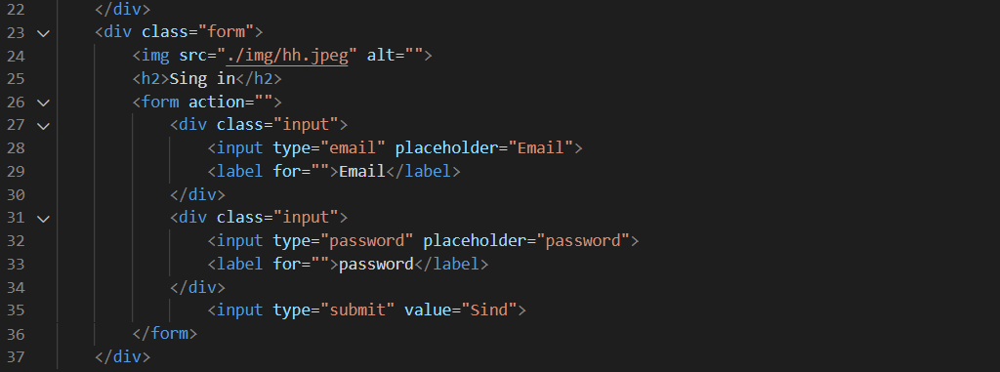 22 </div>
23 <div class="form">
24 <img src="./img/hh.jpeg" alt="">
25 <h2>Sing in</h2>
26 <form action="">
27 <div class="input">
28 <input type="email" placeholder="Email">
29 <label for="">Email</label>
30 </div>
31 <div class="input">
32 <input type="password" placeholder="password">
33 <label for="">password</label>
34 </div>
35 <input type="submit" value="Sind">
36 </form>
37 </div>